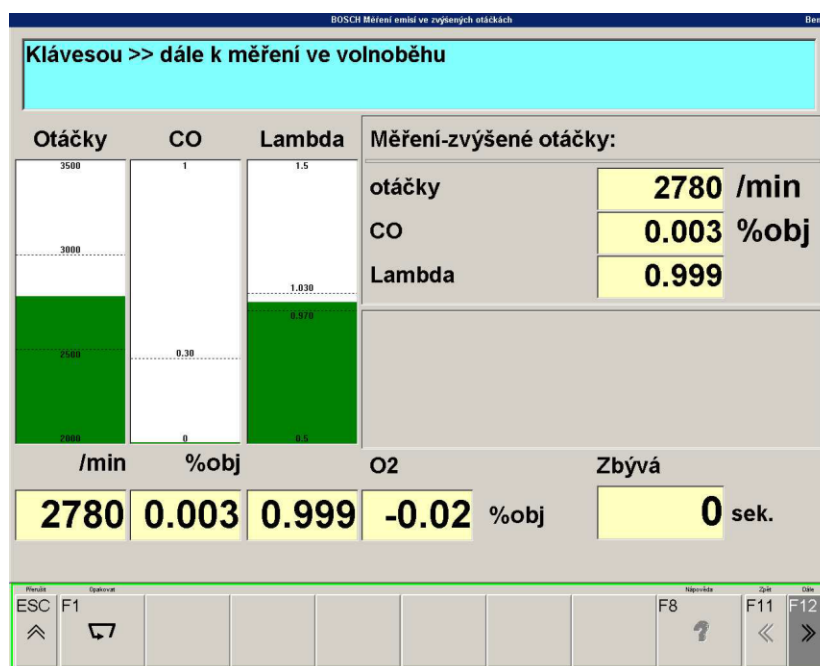 BOSCH Měření emisí ve zvýšených otáčkách
Ben
Klávesou >> dále k měření ve volnoběhu
Otáčky CO Lambda Měření-zvýšené otáčky:
3500 1 1.5
otáčky 2780 /min
CO 0.003 %obj
3000
Lambda 0.999
1.030
0.970
2500 0.30
2000 0 0.5
/min %obj O2 Zbývá
2780 0.003 0.999 -0.02 %obj 0 sek.
Přerušit Opakovat Nápověda Zpět Dále
ESC F1 F8 F11 F12